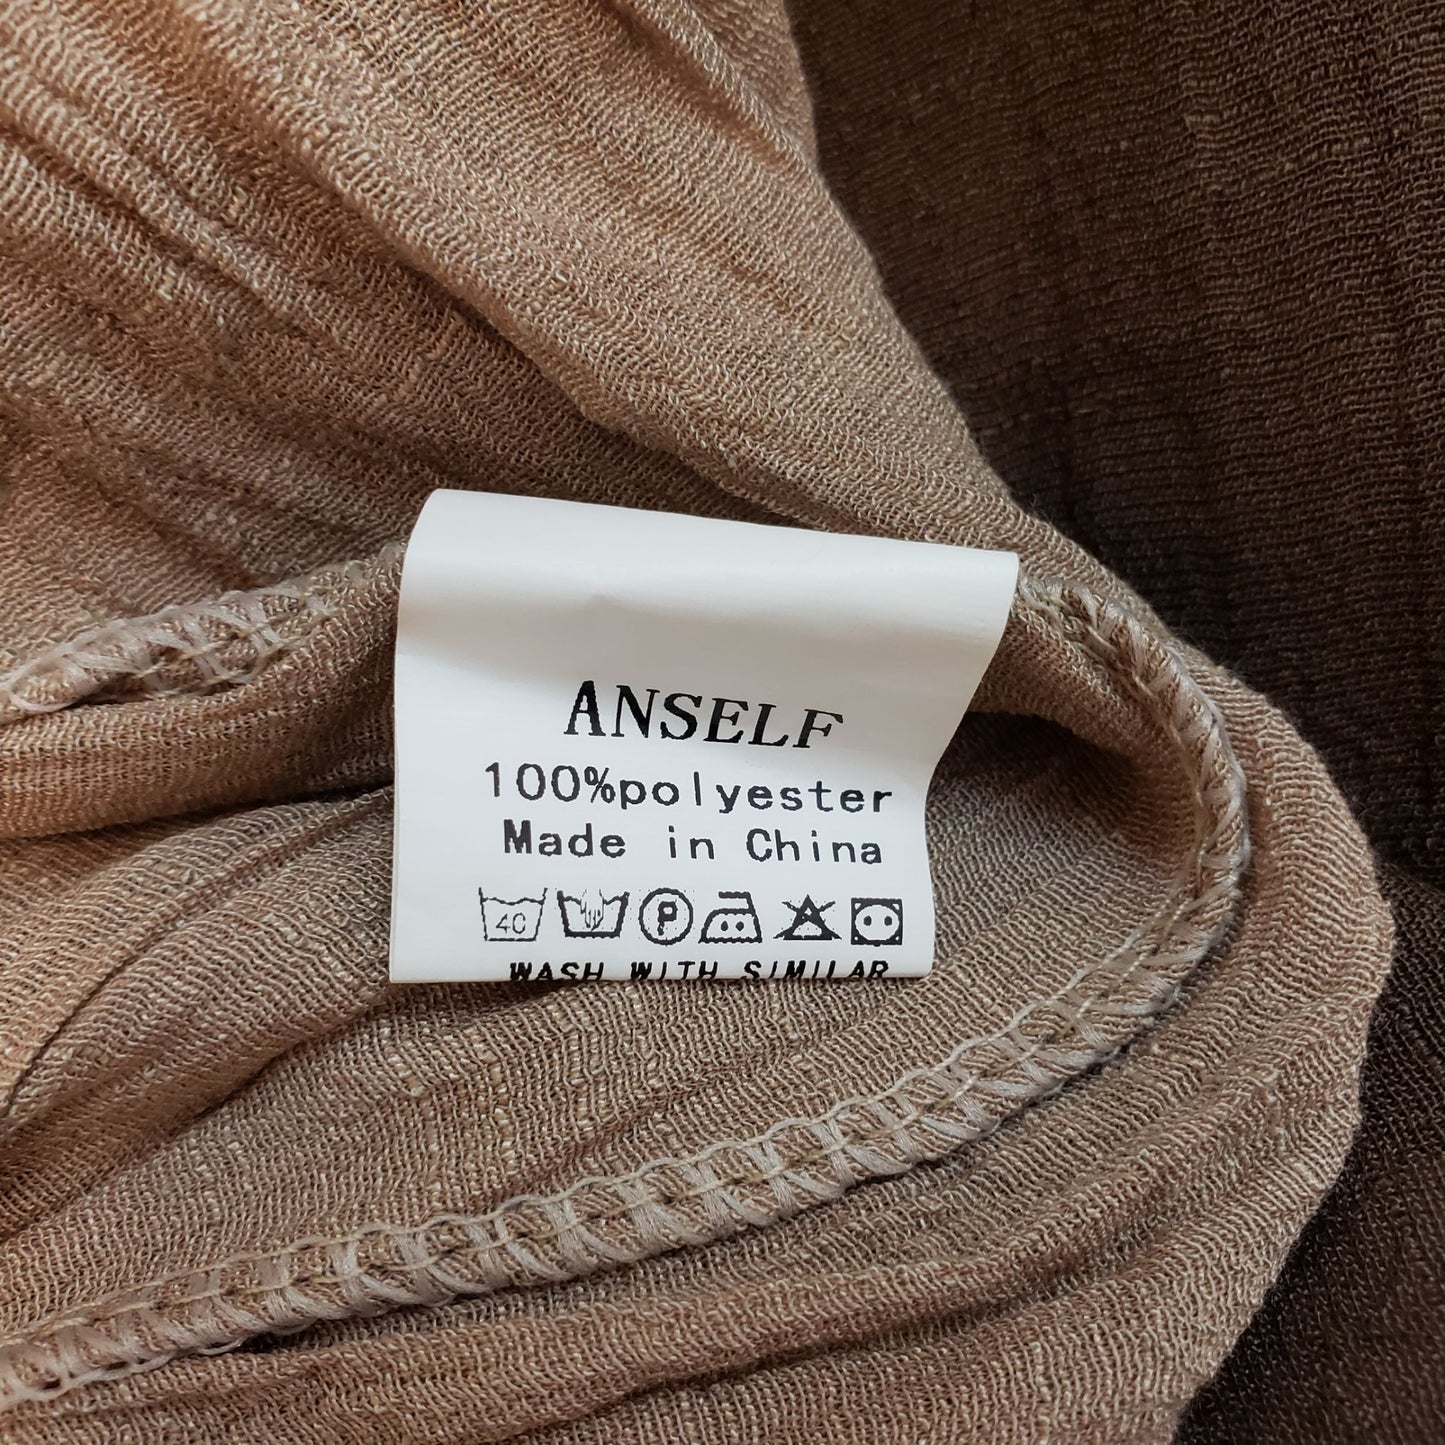 ANSELF
100%polyester
Made in China
40 P
WASH WITH SIMILAR